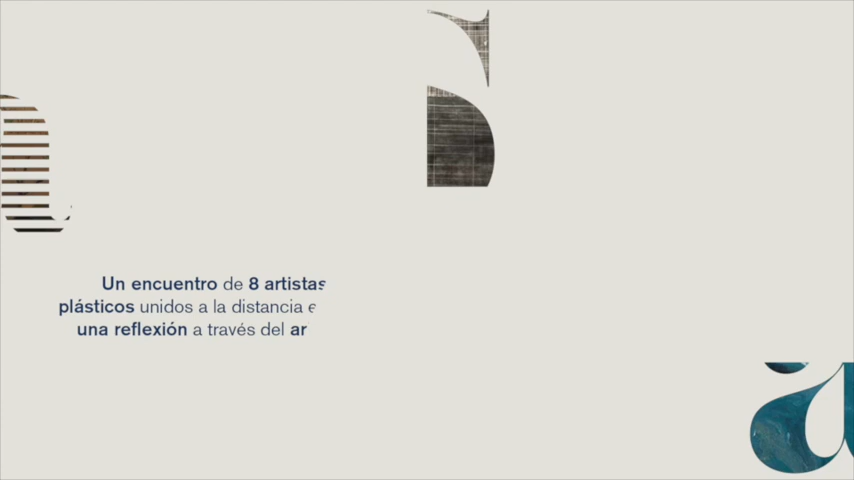 Un encuentro de 8 artistas
plásticos unidos a la distancia e
una reflexión a través del ar